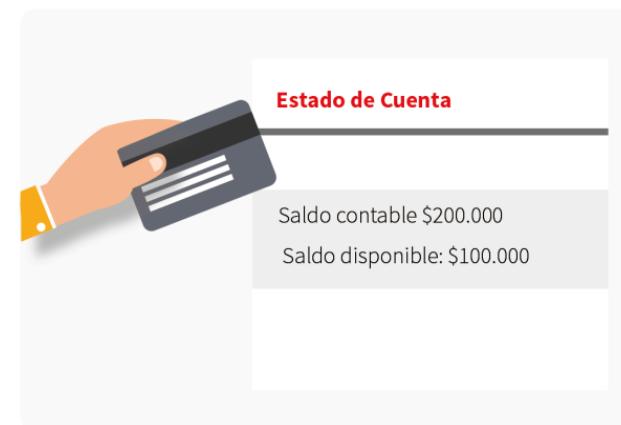 Estado de Cuenta
Saldo contable $200.000
Saldo disponible: $100.000